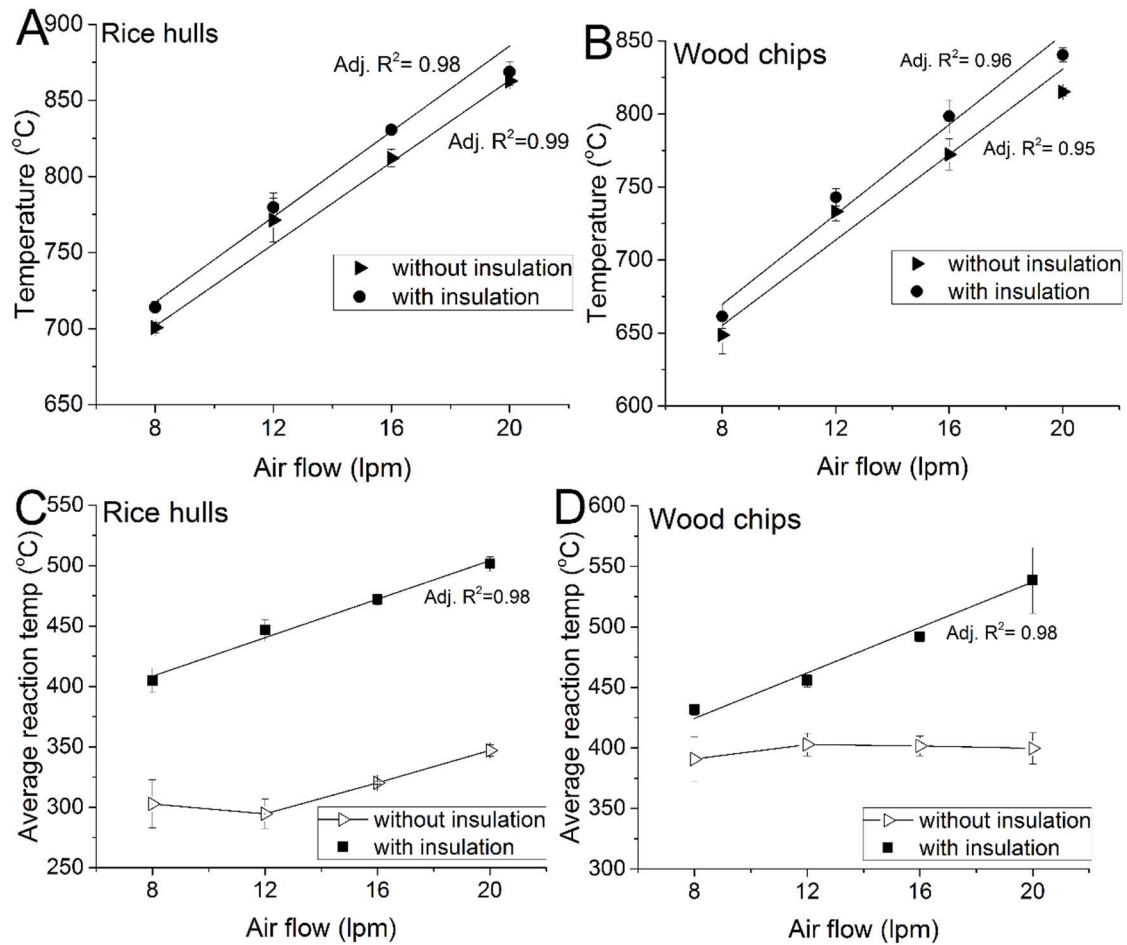 A
Rice hulls
900
850
800
750
700
650
Temperature (°C)
Adj. R²= 0.98
Adj. R²=0.99
without insulation
with insulation
8 12 16 20
Air flow (lpm)
B
Wood chips
850
800
750
700
650
600
Temperature (°C)
Adj. R²= 0.96
Adj. R²= 0.95
without insulation
with insulation
8 12 16 20
Air flow (lpm)
C
Rice hulls
550
500
450
400
350
300
250
Average reaction temp (°C)
Adj. R²=0.98
without insulation
with insulation
8 12 16 20
Air flow (lpm)
D
Wood chips
600
550
500
450
400
350
300
Average reaction temp (°C)
Adj. R²= 0.98
without insulation
with insulation
8 12 16 20
Air flow (lpm)